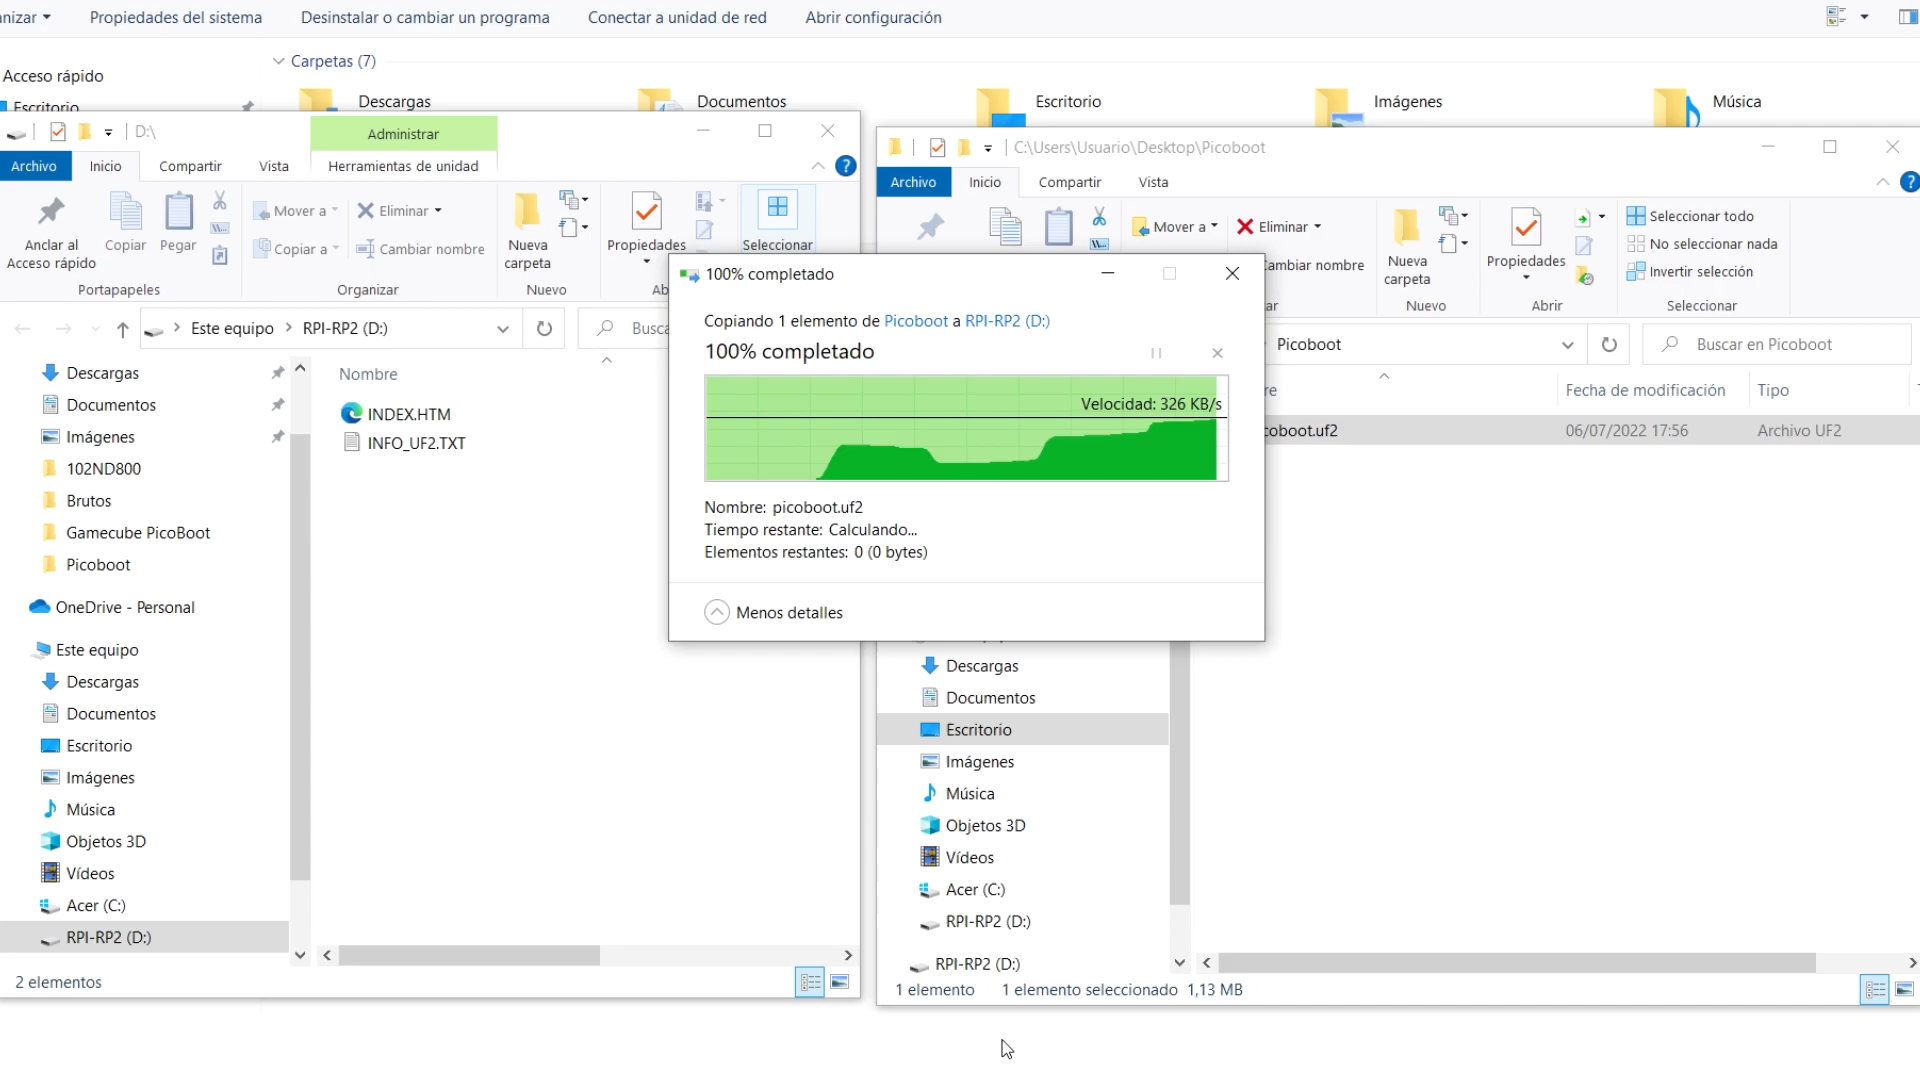 nizar
Propiedades del sistema
Desinstalar o cambiar un programa
Conectar a unidad de red
Abrir configuración
Carpetas (7)
Acceso rápido
Escritorio
Descargas
Documentos
Escritorio
Imágenes
Música
D:\
Administrar
Archivo
Inicio
Compartir
Vista
Herramientas de unidad
Anclar al
Acceso rápido
Copiar
Pegar
Mover a
Copiar a
Eliminar
Cambiar nombre
Nueva
carpeta
Propiedades
Seleccionar
Portapapeles
Organizar
Nuevo
Ab
Este equipo
RPI-RP2 (D:)
Busca
Descargas
Documentos
Imágenes
102ND800
Brutos
Gamecube PicoBoot
Picoboot
OneDrive - Personal
Este equipo
Descargas
Documentos
Escritorio
Imágenes
Música
Objetos 3D
Vídeos
Acer (C:)
RPI-RP2 (D:)
Nombre
INDEX.HTM
INFO_UF2.TXT
2 elementos
100% completado
Copiando 1 elemento de Picoboot a RPI-RP2 (D:)
100% completado
Velocidad: 326 KB/s
Nombre: picoboot.uf2
Tiempo restante: Calculando...
Elementos restantes: 0 (0 bytes)
Menos detalles
C:\Users\Usuario\Desktop\Picoboot
Archivo
Inicio
Compartir
Vista
Mover a
Eliminar
ambiar nombre
Nueva
carpeta
Propiedades
Seleccionar todo
No seleccionar nada
Invertir selección
ar
Nuevo
Abrir
Seleccionar
Picoboot
Buscar en Picoboot
re
Fecha de modificación
Tipo
coboot.uf2
06/07/2022 17:56
Archivo UF2
Descargas
Documentos
Escritorio
Imágenes
Música
Objetos 3D
Vídeos
Acer (C:)
RPI-RP2 (D:)
RPI-RP2 (D:)
1 elemento
1 elemento seleccionado
1,13 MB